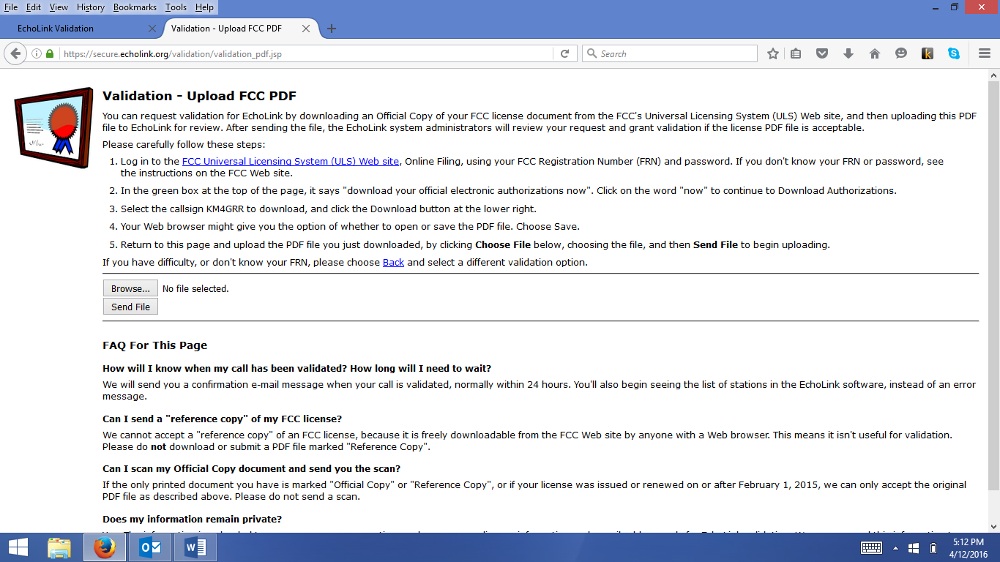 File Edit View History Bookmarks Tools Help
EchoLink Validation
Validation - Upload FCC PDF
https://secure.echolink.org/validation/validation_pdf.jsp
Search
Validation - Upload FCC PDF
You can request validation for EchoLink by downloading an Official Copy of your FCC license document from the FCC's Universal Licensing System (ULS) Web site, and then uploading this PDF
file to EchoLink for review. After sending the file, the EchoLink system administrators will review your request and grant validation if the license PDF file is acceptable.
Please carefully follow these steps:
1. Log in to the FCC Universal Licensing System (ULS) Web site, Online Filing, using your FCC Registration Number (FRN) and password. If you don't know your FRN or password, see
the instructions on the FCC Web site.
2. In the green box at the top of the page, it says "download your official electronic authorizations now". Click on the word "now" to continue to Download Authorizations.
3. Select the callsign KM4GRR to download, and click the Download button at the lower right.
4. Your Web browser might give you the option of whether to open or save the PDF file. Choose Save.
5. Return to this page and upload the PDF file you just downloaded, by clicking Choose File below, choosing the file, and then Send File to begin uploading.
If you have difficulty, or don't know your FRN, please choose Back and select a different validation option.
Browse... No file selected.
Send File
FAQ For This Page
How will I know when my call has been validated? How long will I need to wait?
We will send you a confirmation e-mail message when your call is validated, normally within 24 hours. You'll also begin seeing the list of stations in the EchoLink software, instead of an error
message.
Can I send a "reference copy" of my FCC license?
We cannot accept a "reference copy" of an FCC license, because it is freely downloadable from the FCC Web site by anyone with a Web browser. This means it isn't useful for validation.
Please do not download or submit a PDF file marked "Reference Copy".
Can I scan my Official Copy document and send you the scan?
If the only printed document you have is marked "Official Copy" or "Reference Copy", or if your license was issued or renewed on or after February 1, 2015, we can only accept the original
PDF file as described above. Please do not send a scan.
Does my information remain private?
5:12 PM
4/12/2016